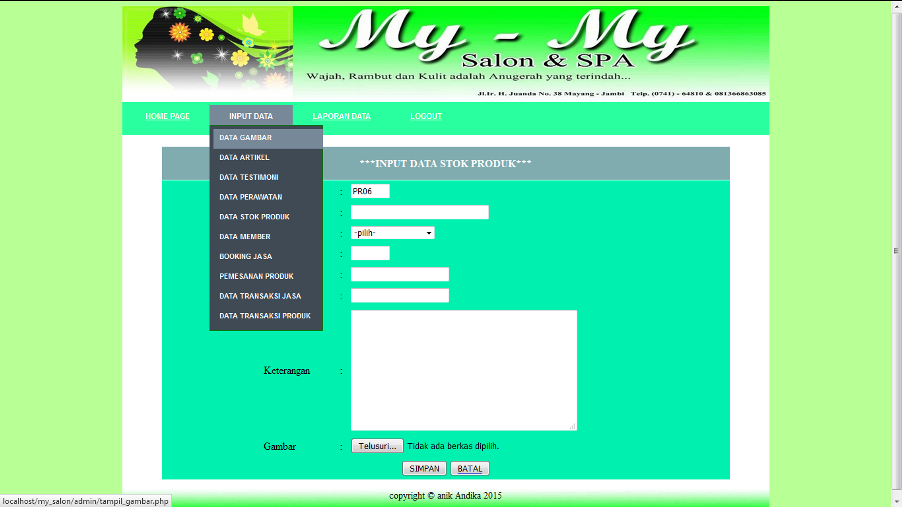 My - My
Salon & SPA
Wajah, Rambut dan Kulit adalah Anugerah yang terindah...
Jl.Ir. H. Juanda No. 38 Mayang - Jambi Telp. (0741) - 64810 & 081366863085
HOME PAGE INPUT DATA LAPORAN DATA LOGOUT
DATA GAMBAR
DATA ARTIKEL
DATA TESTIMONI
DATA PERAWATAN
DATA STOK PRODUK
DATA MEMBER
BOOKING JASA
PEMESANAN PRODUK
DATA TRANSAKSI JASA
DATA TRANSAKSI PRODUK
***INPUT DATA STOK PRODUK***
: PR06
:
: -pilih-
:
:
:
Keterangan :
Gambar : Telusuri... Tidak ada berkas dipilih.
SIMPAN BATAL
copyright © anik Andika 2015
localhost/my_salon/admin/tampil_gambar.php